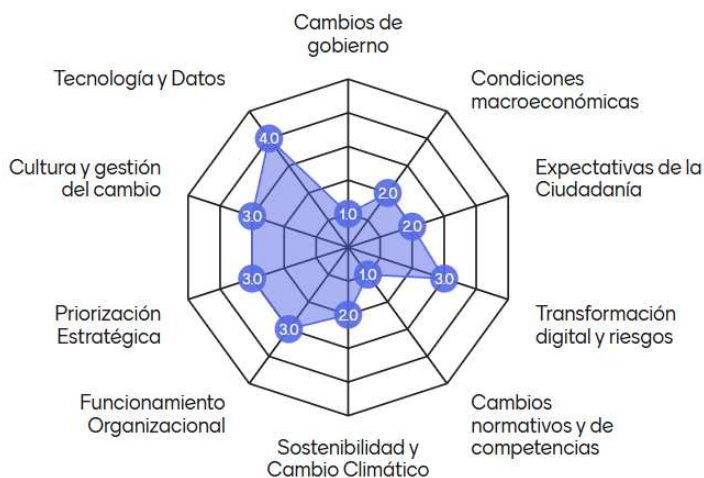 Cambios de
gobierno
Tecnología y Datos
Condiciones
macroeconómicas
4.0
Cultura y gestión
del cambio
Expectativas de la
Ciudadanía
2.0
3.0
1.0
2.0
3.0
1.0
3.0
Priorización
Estratégica
Transformación
digital y riesgos
2.0
3.0
Funcionamiento
Organizacional
Cambios
normativos y de
competencias
Sostenibilidad y
Cambio Climático